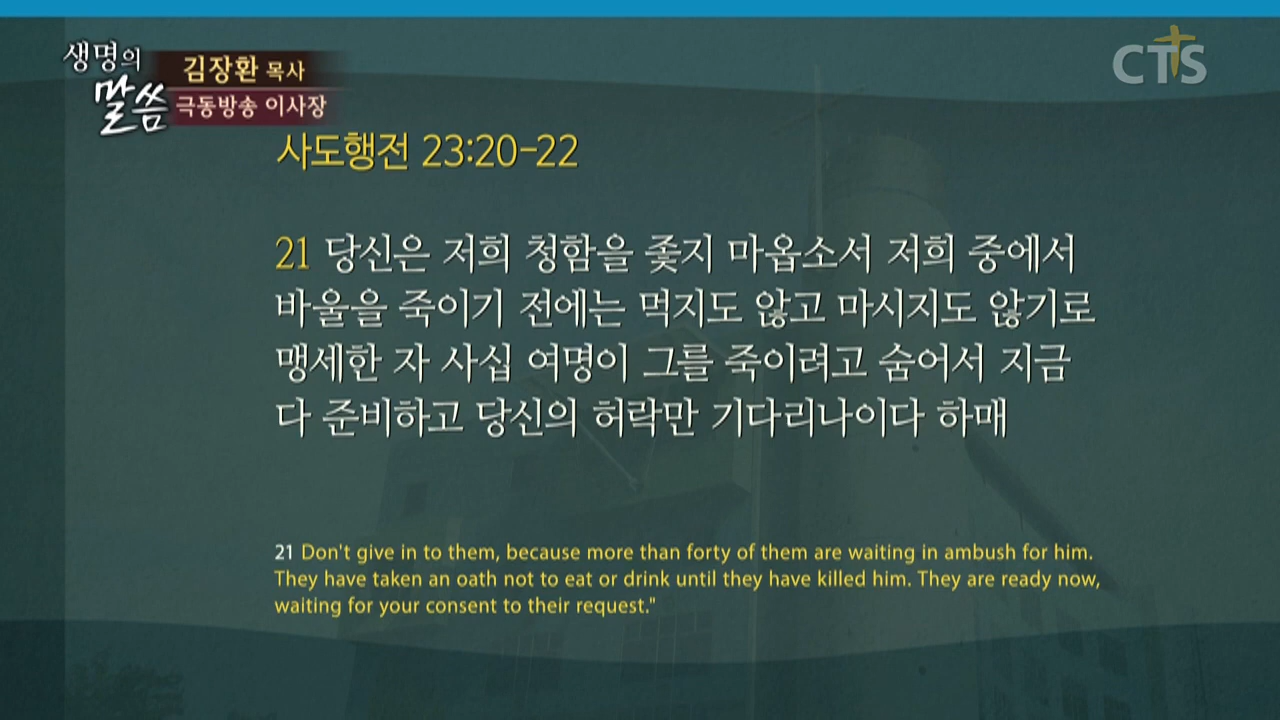 생명의
말씀
김장환 목사
극동방송 이사장
CTS
사도행전 23:20-22
21 당신은 저희 청함을 좇지 마옵소서 저희 중에서
바울을 죽이기 전에는 먹지도 않고 마시지도 않기로
맹세한 자 사십 여명이 그를 죽이려고 숨어서 지금
다 준비하고 당신의 허락만 기다리나이다 하매
21 Don't give in to them, because more than forty of them are waiting in ambush for him.
They have taken an oath not to eat or drink until they have killed him. They are ready now,
waiting for your consent to their request."